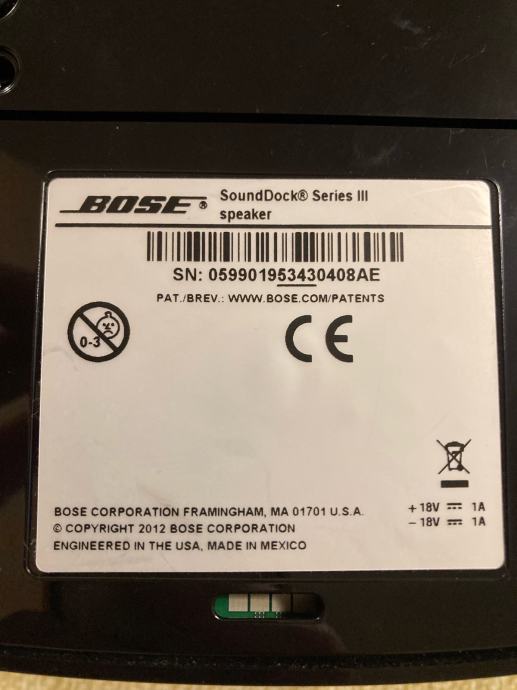 BOSE ® SoundDock® Series III
speaker
SN: 059901953430408AE
PAT./BREV.: WWW.BOSE.COM/PATENTS
0-3
CE
+ 18V ⎓ 1A
− 18V ⎓ 1A
BOSE CORPORATION FRAMINGHAM, MA 01701 U.S.A.
© COPYRIGHT 2012 BOSE CORPORATION
ENGINEERED IN THE USA, MADE IN MEXICO